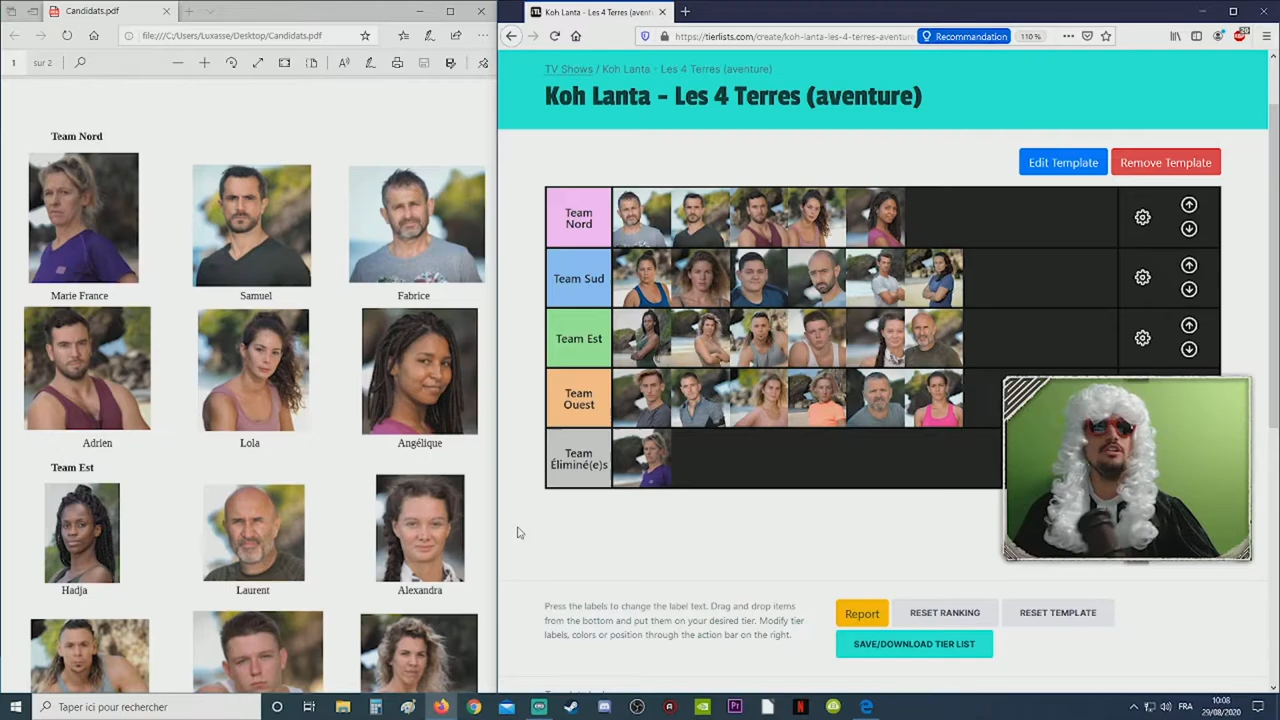 Candidats.pdf
file:///C:/Users/Luxasse/Desktop/Candidats.pdf
1 sur 2
Team Nord
Marie France
Samuel
Fabrice
Adrien
Lola
Angélique
Team Est
Hadja
Laurent
Alexandra
Koh Lanta - Les 4 Terres (avent
https://tierlists.com/create/koh-lanta-les-4-terres-aventure
Recommandation
110 %
20
TV Shows / Koh Lanta - Les 4 Terres (aventure)
Koh Lanta - Les 4 Terres (aventure)
Edit Template
Remove Template
Team
Nord
Team Sud
Team Est
Team
Ouest
Team
Éliminé(e)s
Press the labels to change the label text. Drag and drop items
from the bottom and put them on your desired tier. Modify tier
labels, colors or position through the action bar on the right.
Report
RESET RANKING
RESET TEMPLATE
SAVE/DOWNLOAD TIER LIST
Taper ici pour rechercher
FRA
10:08
29/08/2020